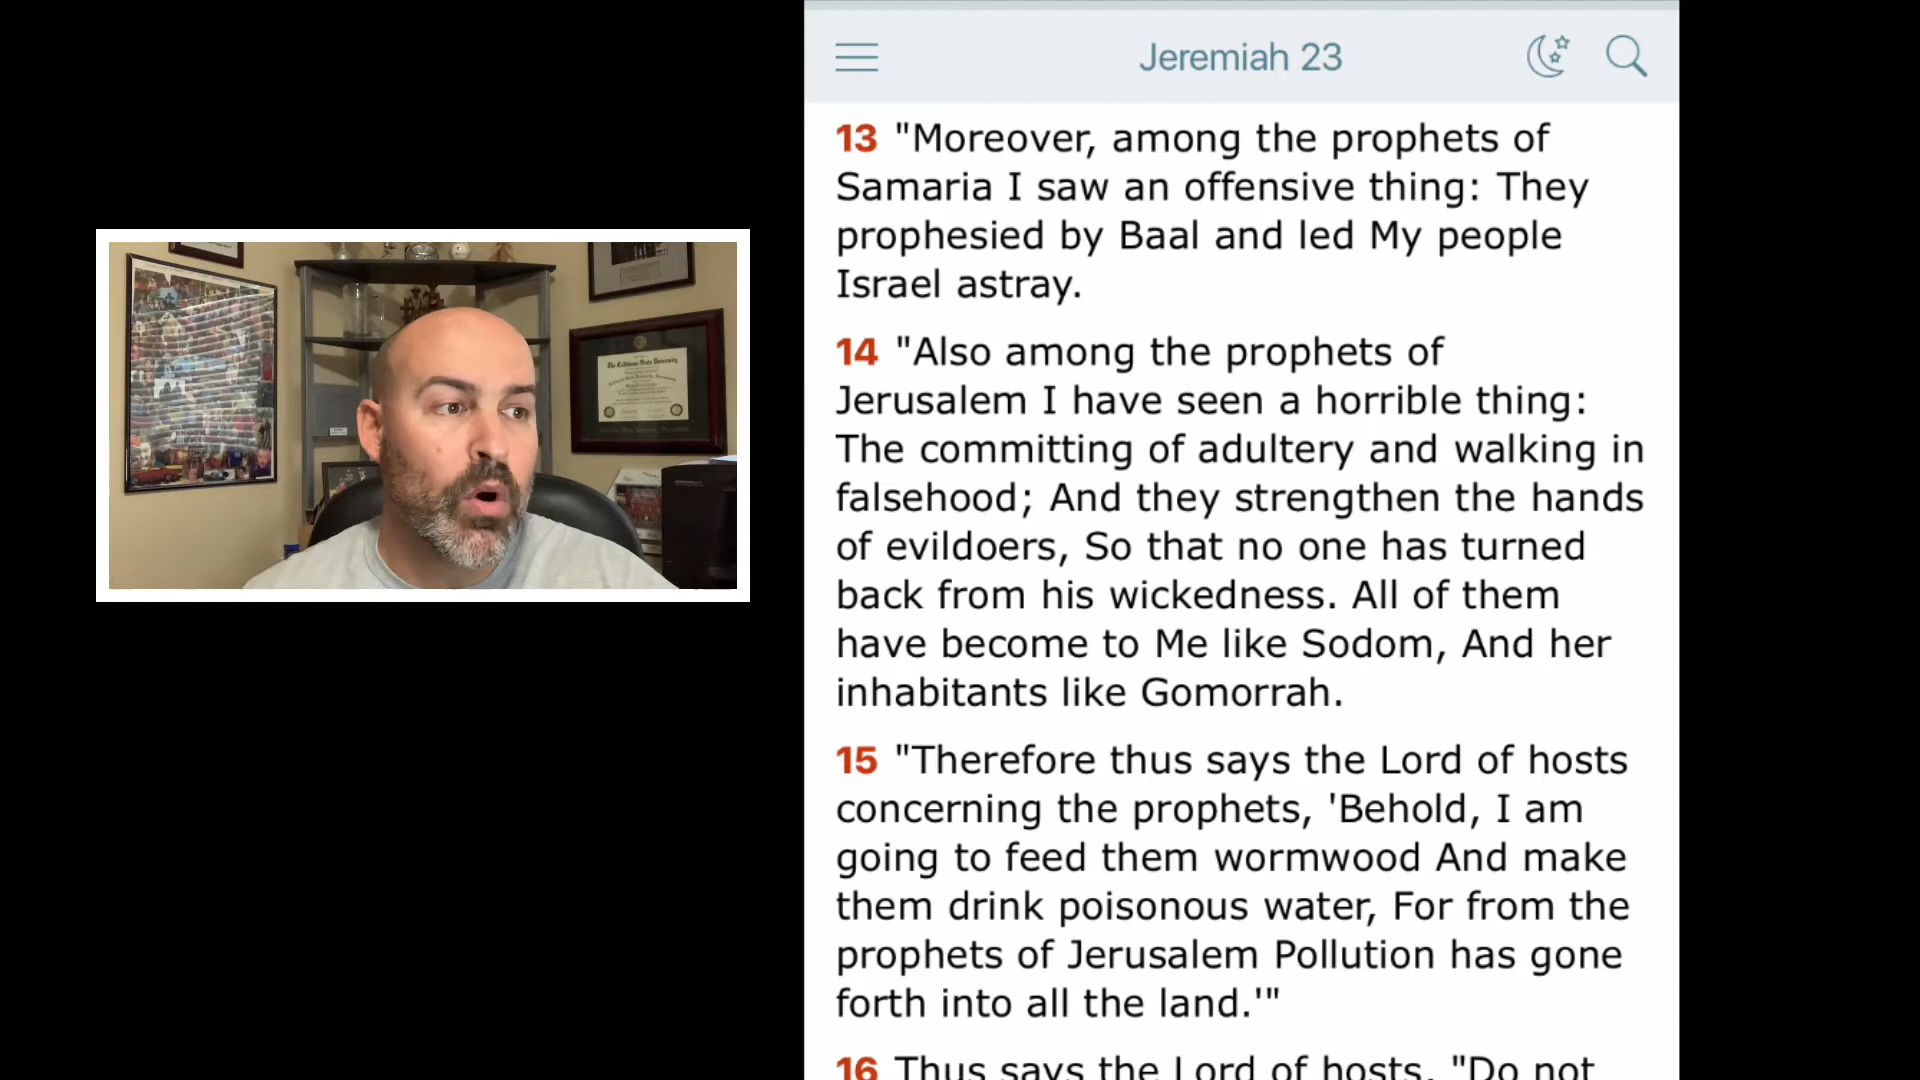 Jeremiah 23
13 "Moreover, among the prophets of
Samaria I saw an offensive thing: They
prophesied by Baal and led My people
Israel astray.
14 "Also among the prophets of
Jerusalem I have seen a horrible thing:
The committing of adultery and walking in
falsehood; And they strengthen the hands
of evildoers, So that no one has turned
back from his wickedness. All of them
have become to Me like Sodom, And her
inhabitants like Gomorrah.
15 "Therefore thus says the Lord of hosts
concerning the prophets, 'Behold, I am
going to feed them wormwood And make
them drink poisonous water, For from the
prophets of Jerusalem Pollution has gone
forth into all the land.'"
16 Thus says the Lord of hosts, "Do not
The California State University